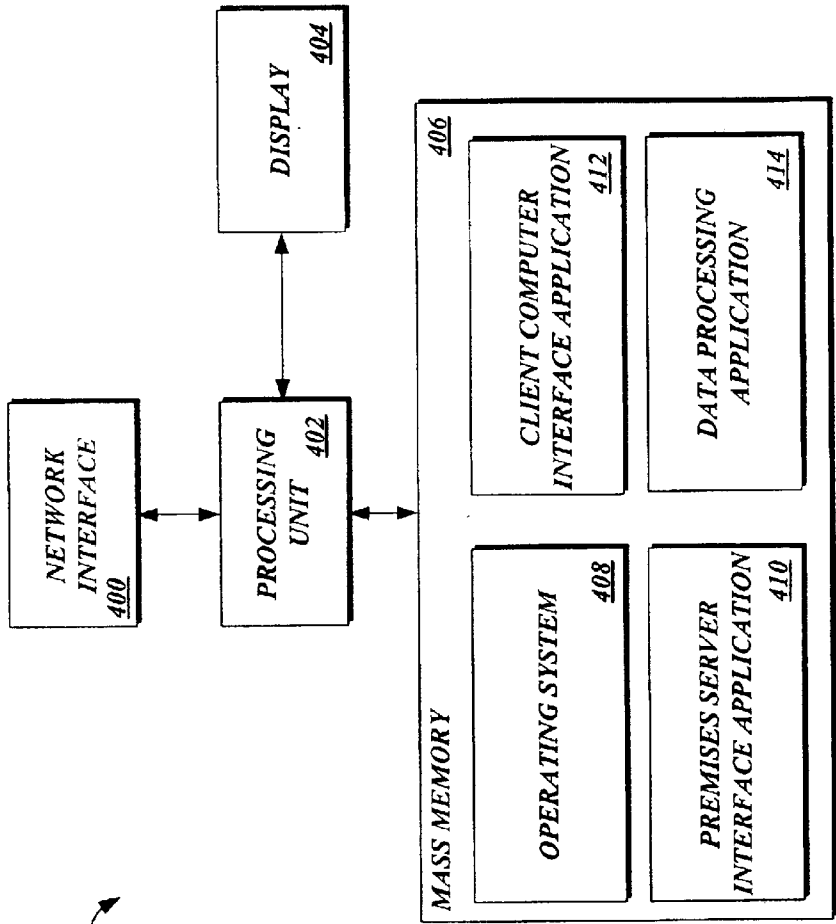 NETWORK
INTERFACE
400
PROCESSING
UNIT
402
DISPLAY
404
MASS MEMORY
406
OPERATING SYSTEM
408
CLIENT COMPUTER
INTERFACE APPLICATION
412
PREMISES SERVER
INTERFACE APPLICATION
410
DATA PROCESSING
APPLICATION
414